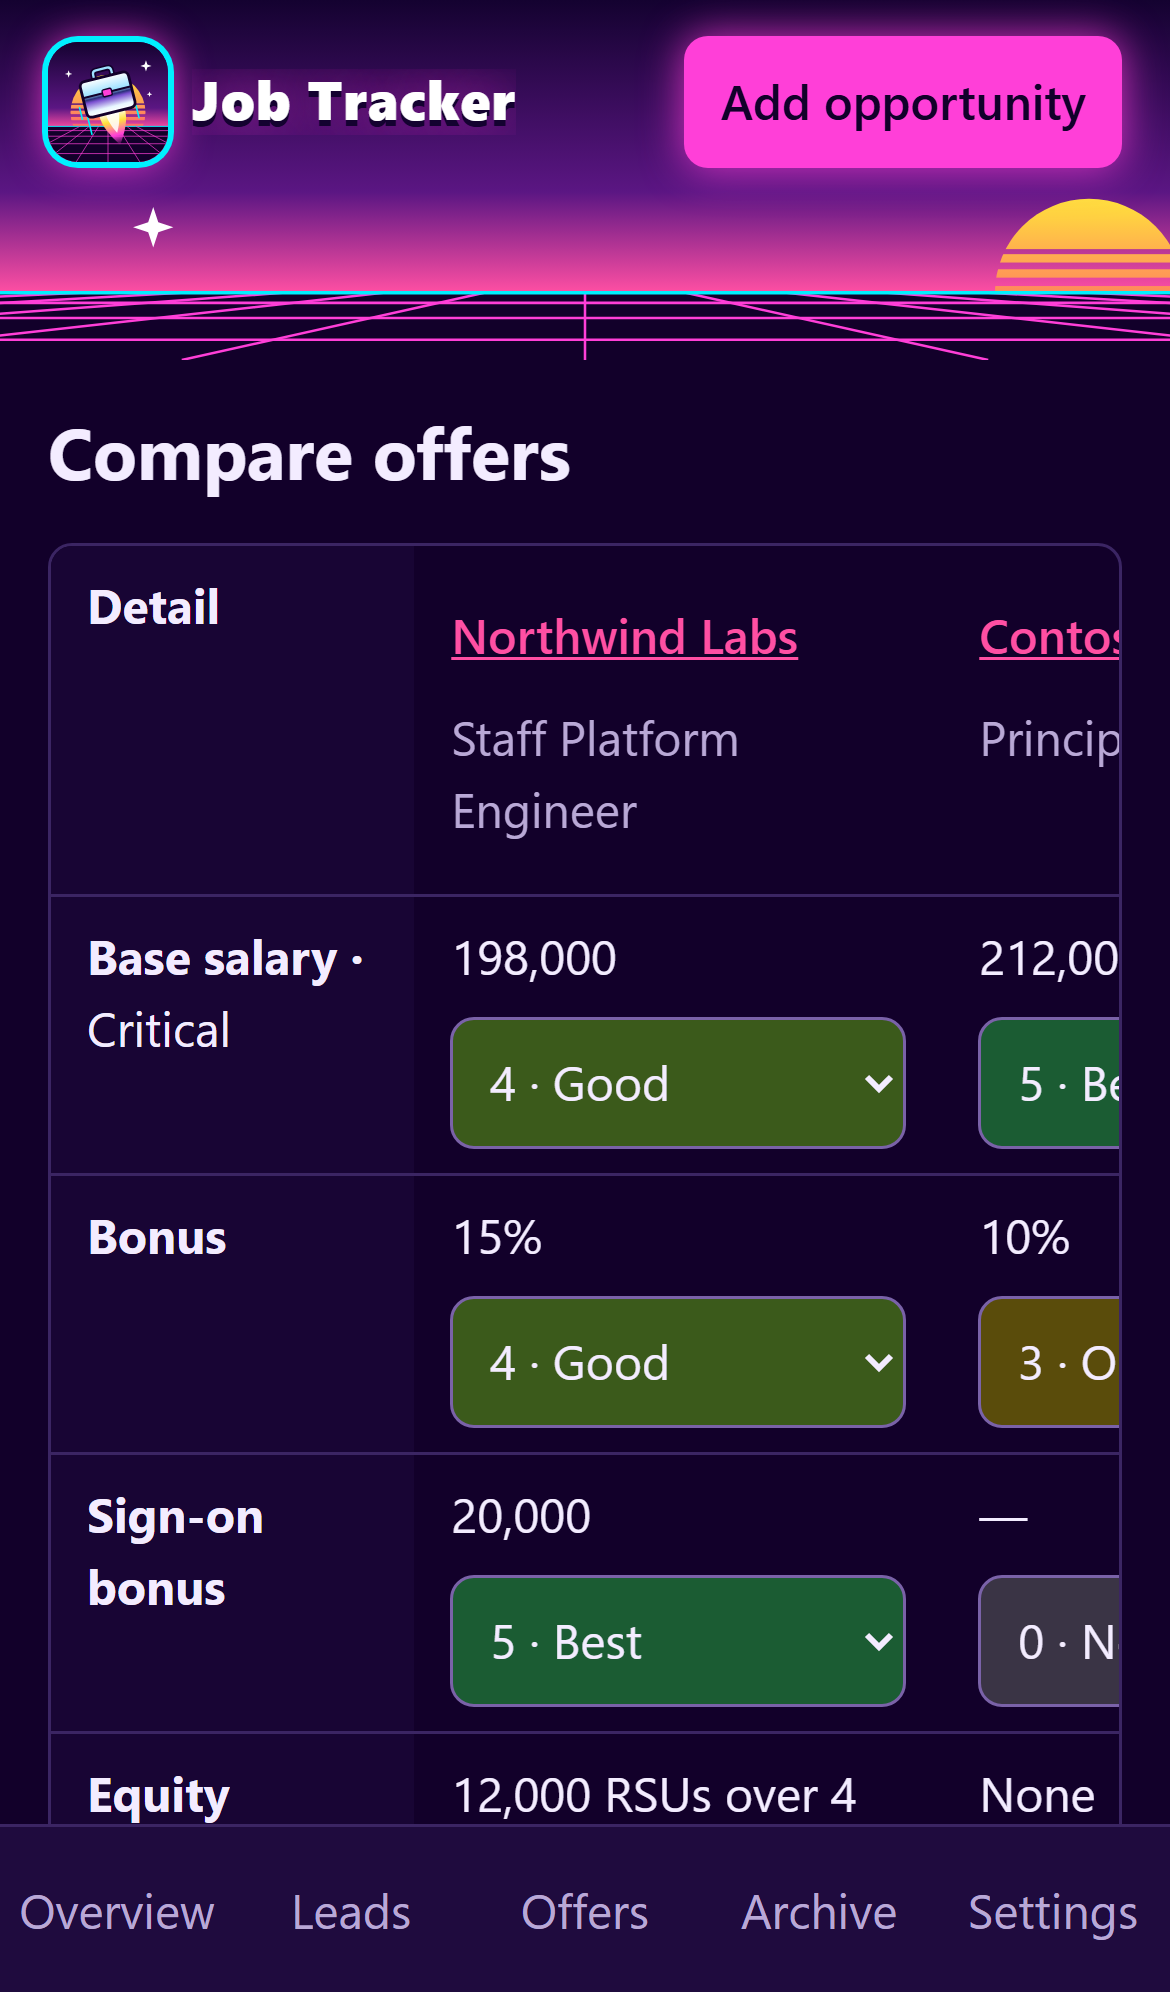 Job Tracker
Add opportunity
Compare offers
Detail
Northwind Labs
Staff Platform
Engineer
Base salary ·
Critical
198,000
4 · Good
Bonus
15%
10%
4 · Good
Sign-on
bonus
20,000
—
5 · Best
Equity
12,000 RSUs over 4
None
Overview Leads Offers Archive Settings